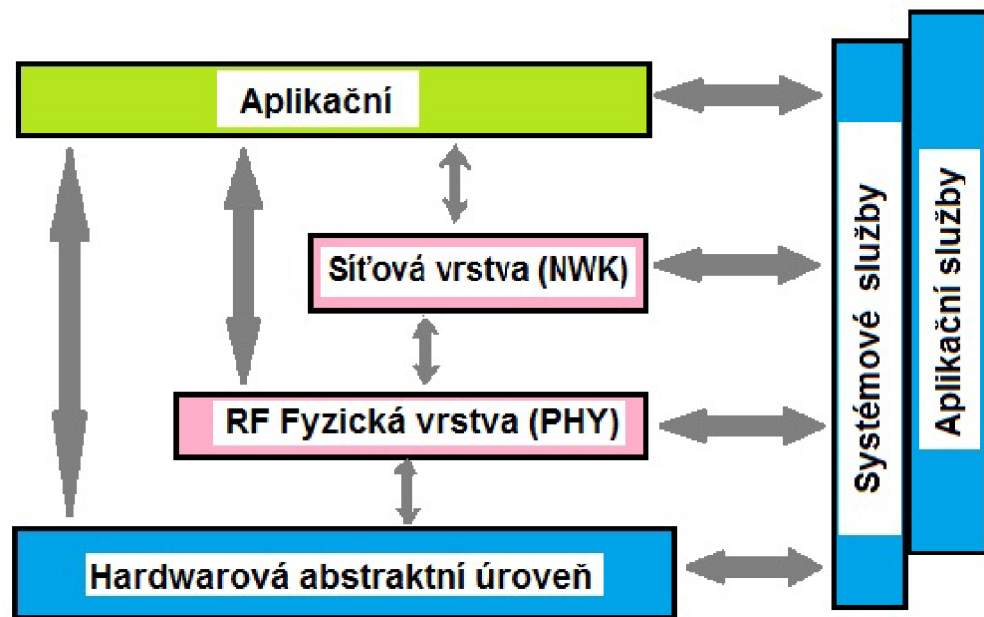 Aplikační
Síťová vrstva (NWK)
RF Fyzická vrstva (PHY)
Hardwarová abstraktní úroveň
Systémové služby
Aplikační služby